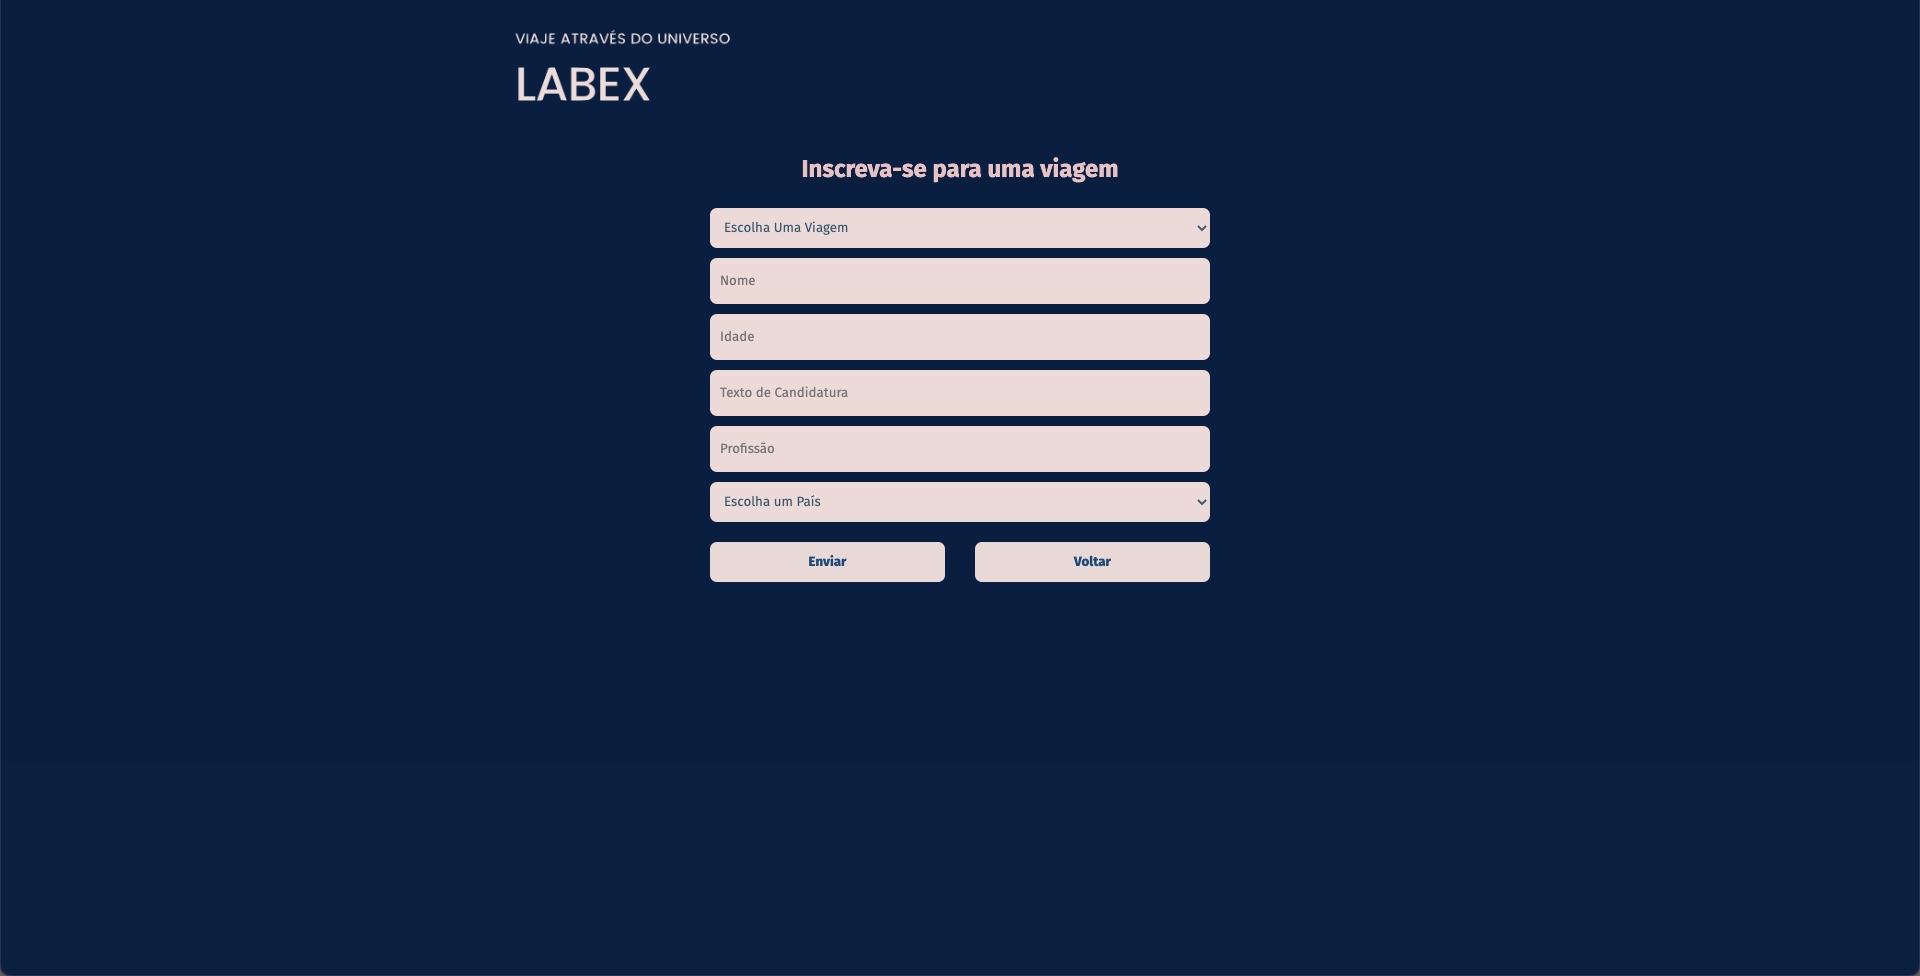 VIAJE ATRAVÉS DO UNIVERSO
LABEX
Inscreva-se para uma viagem
Escolha Uma Viagem
Nome
Idade
Texto de Candidatura
Profissão
Escolha um País
Enviar
Voltar